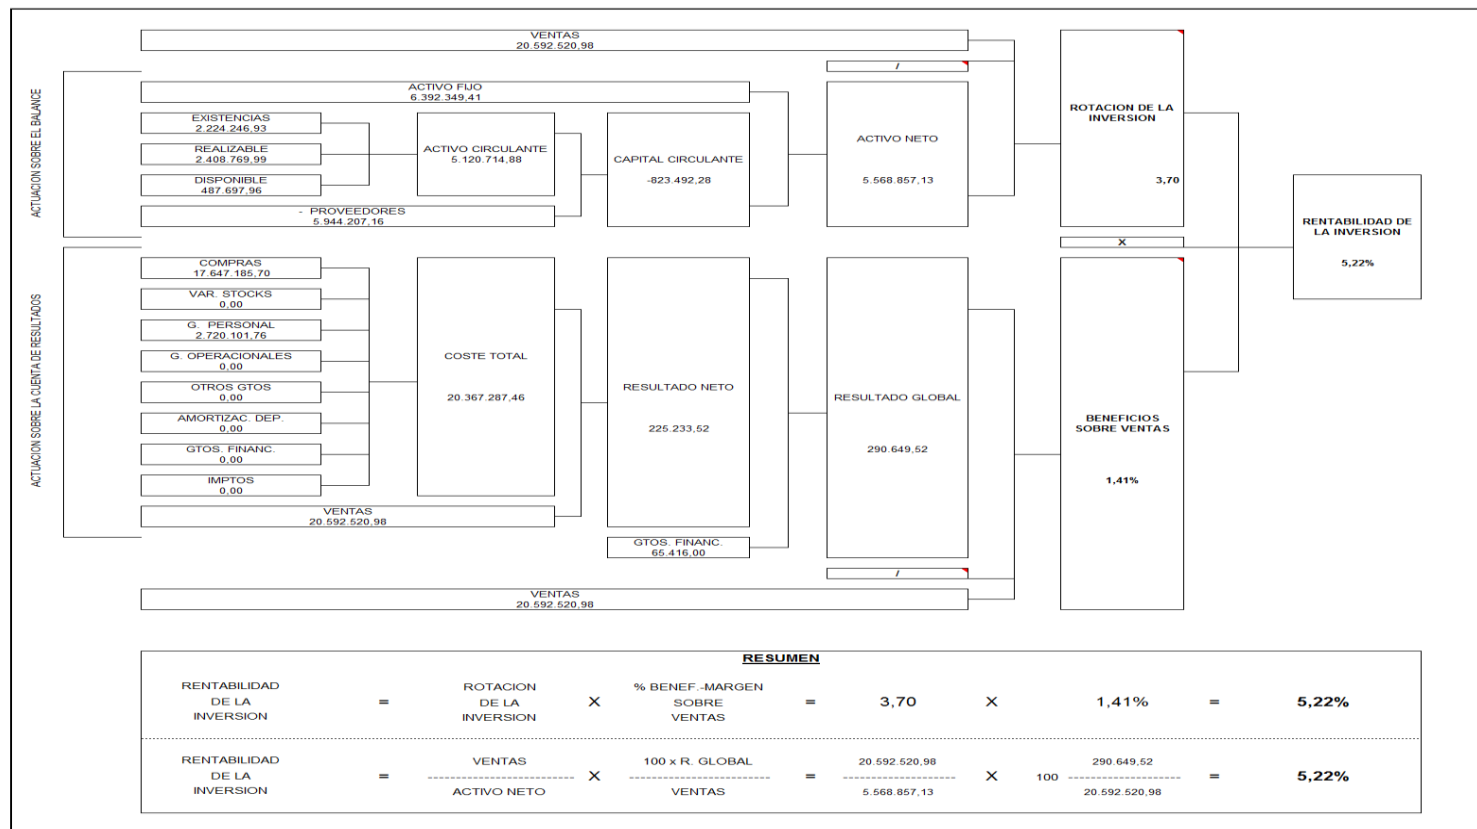 VENTAS
20.592.520,98
/
ACTUACION SOBRE EL BALANCE
ACTIVO FIJO
6.392.349,41
EXISTENCIAS
2.224.246,93
REALIZABLE
2.408.769,99
DISPONIBLE
487.697,96
- PROVEEDORES
5.944.207,16
ACTIVO CIRCULANTE
5.120.714,88
CAPITAL CIRCULANTE
-823.492,28
ACTIVO NETO
5.568.857,13
ROTACION DE LA
INVERSION
3,70
X
RENTABILIDAD DE
LA INVERSION
5,22%
ACTUACION SOBRE LA CUENTA DE RESULTADOS
COMPRAS
17.647.185,70
VAR. STOCKS
0,00
G. PERSONAL
2.720.101,76
G. OPERACIONALES
0,00
OTROS GTOS
0,00
AMORTIZAC. DEP.
0,00
GTOS. FINANC.
0,00
IMPTOS
0,00
VENTAS
20.592.520,98
COSTE TOTAL
20.367.287,46
RESULTADO NETO
225.233,52
GTOS. FINANC.
65.416,00
RESULTADO GLOBAL
290.649,52
/
BENEFICIOS
SOBRE VENTAS
1,41%
VENTAS
20.592.520,98
RESUMEN
RENTABILIDAD DE LA INVERSION = ROTACION DE LA INVERSION X % BENEF.-MARGEN SOBRE VENTAS = 3,70 X 1,41% = 5,22%
RENTABILIDAD DE LA INVERSION = VENTAS ---------- ACTIVO NETO X 100 x R. GLOBAL ---------- VENTAS = 20.592.520,98 ---------- 5.568.857,13 X 100 290.649,52 ---------- 20.592.520,98 = 5,22%